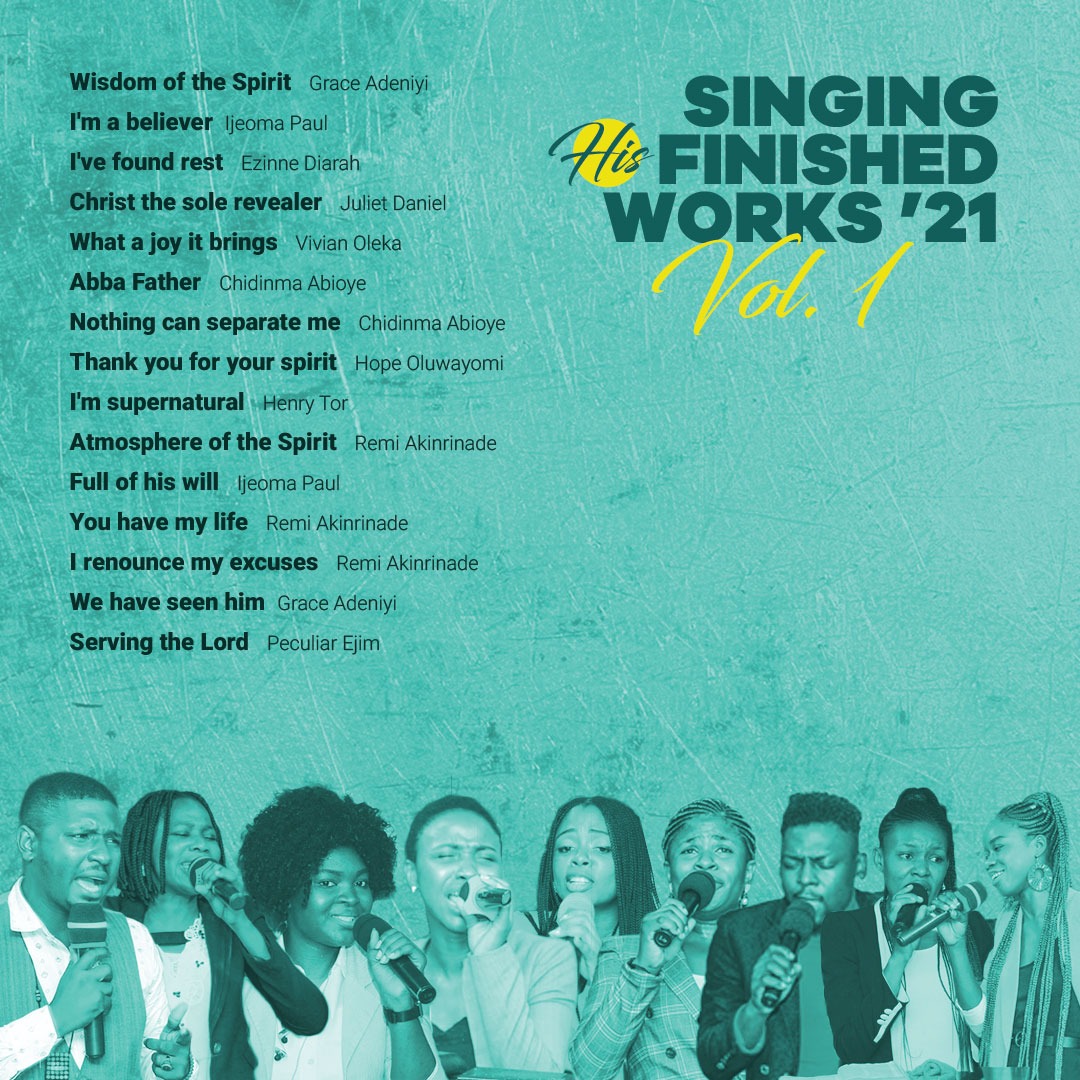 Wisdom of the Spirit Grace Adeniyi
I'm a believer Ijeoma Paul
I've found rest Ezinne Diarah
Christ the sole revealer Juliet Daniel
What a joy it brings Vivian Oleka
Abba Father Chidinma Abioye
Nothing can separate me Chidinma Abioye
Thank you for your spirit Hope Oluwayomi
I'm supernatural Henry Tor
Atmosphere of the Spirit Remi Akinrinade
Full of his will Ijeoma Paul
You have my life Remi Akinrinade
I renounce my excuses Remi Akinrinade
We have seen him Grace Adeniyi
Serving the Lord Peculiar Ejim
SINGING
His FINISHED
WORKS '21
Vol. 1